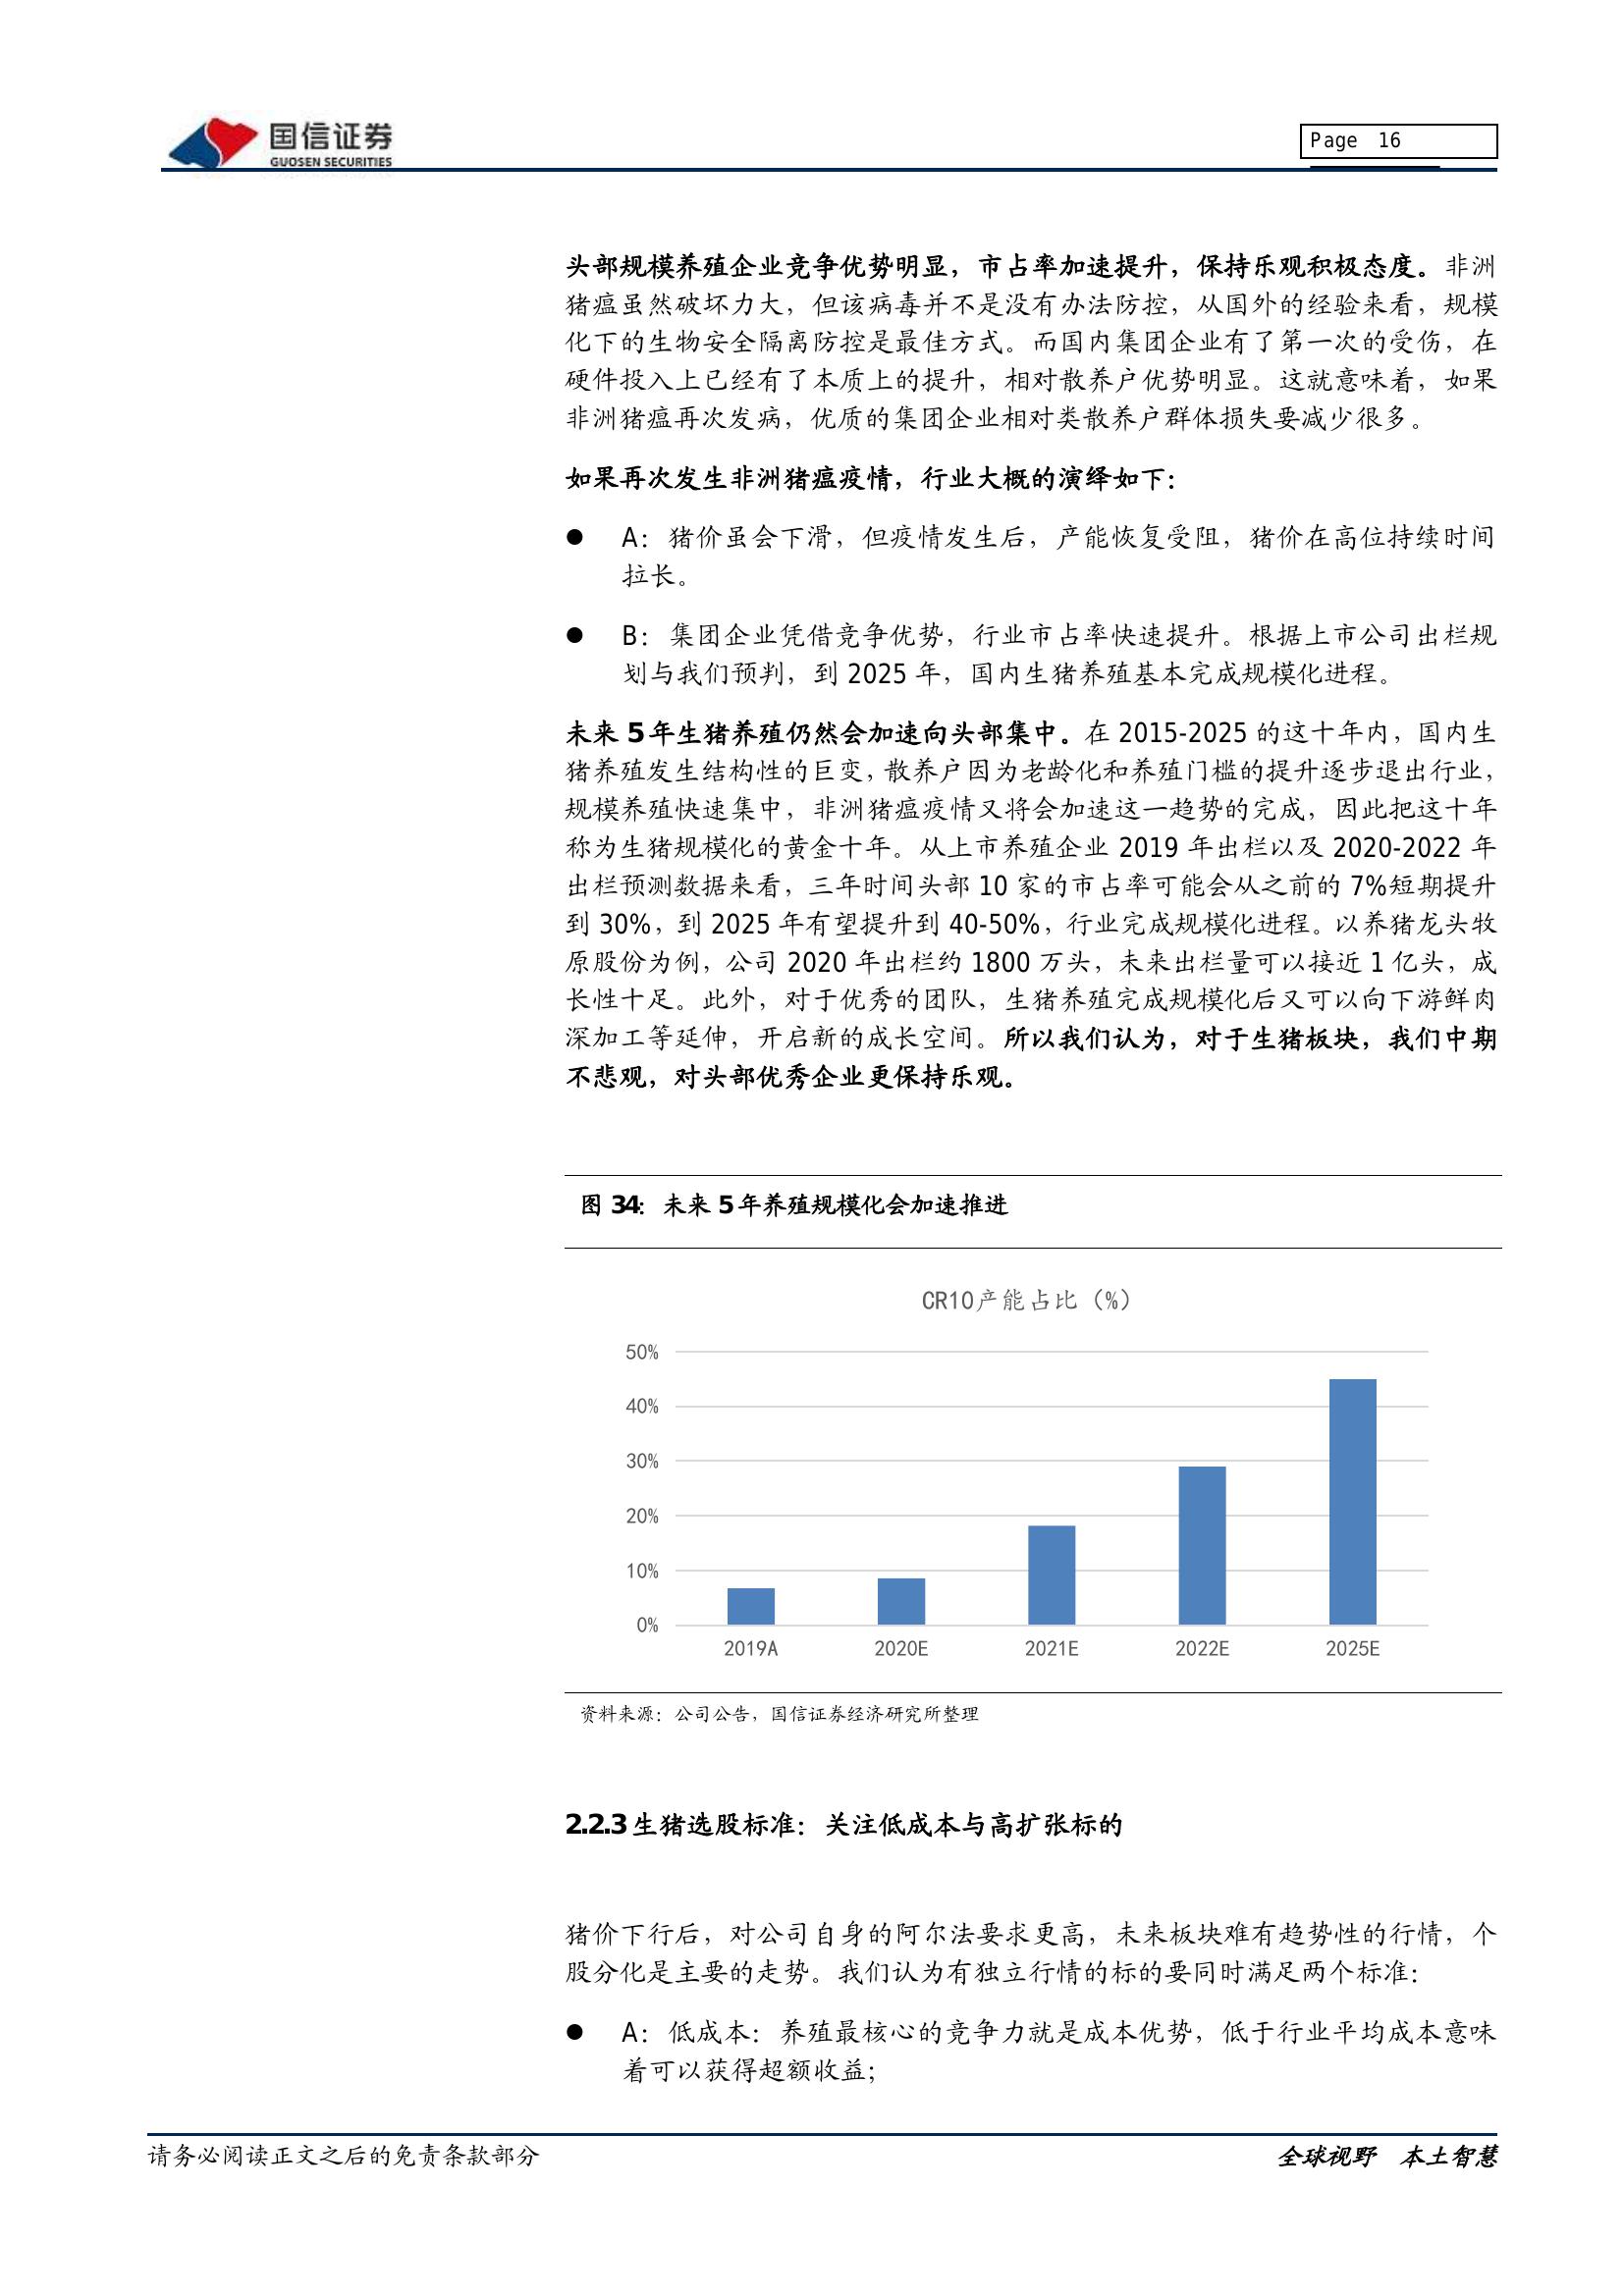 国信证券
GUOSEN SECURITIES
Page 16
头部规模养殖企业竞争优势明显，市占率加速提升，保持乐观积极态度。非洲
猪瘟虽然破坏力大，但该病毒并不是没有办法防控，从国外的经验来看，规模
化下的生物安全隔离防控是最佳方式。而国内集团企业有了第一次的受伤，在
硬件投入上已经有了本质上的提升，相对散养户优势明显。这就意味着，如果
非洲猪瘟再次发病，优质的集团企业相对类散养户群体损失要减少很多。
如果再次发生非洲猪瘟疫情，行业大概的演绎如下：
● A：猪价虽会下滑，但疫情发生后，产能恢复受阻，猪价在高位持续时间
拉长。
● B：集团企业凭借竞争优势，行业市占率快速提升。根据上市公司出栏规
划与我们预判，到 2025 年，国内生猪养殖基本完成规模化进程。
未来 5 年生猪养殖仍然会加速向头部集中。在 2015-2025 的这十年内，国内生
猪养殖发生结构性的巨变，散养户因为老龄化和养殖门槛的提升逐步退出行业，
规模养殖快速集中，非洲猪瘟疫情又将会加速这一趋势的完成，因此把这十年
称为生猪规模化的黄金十年。从上市养殖企业 2019 年出栏以及 2020-2022 年
出栏预测数据来看，三年时间头部 10 家的市占率可能会从之前的 7%短期提升
到 30%，到 2025 年有望提升到 40-50%，行业完成规模化进程。以养猪龙头牧
原股份为例，公司 2020 年出栏约 1800 万头，未来出栏量可以接近 1 亿头，成
长性十足。此外，对于优秀的团队，生猪养殖完成规模化后又可以向下游鲜肉
深加工等延伸，开启新的成长空间。所以我们认为，对于生猪板块，我们中期
不悲观，对头部优秀企业更保持乐观。
图 34：未来 5 年养殖规模化会加速推进
CR10产能占比（%）
50%
40%
30%
20%
10%
0%
2019A 2020E 2021E 2022E 2025E
资料来源：公司公告，国信证券经济研究所整理
2.2.3 生猪选股标准：关注低成本与高扩张标的
猪价下行后，对公司自身的阿尔法要求更高，未来板块难有趋势性的行情，个
股分化是主要的走势。我们认为有独立行情的标的要同时满足两个标准：
● A：低成本：养殖最核心的竞争力就是成本优势，低于行业平均成本意味
着可以获得超额收益；
请务必阅读正文之后的免责条款部分
全球视野 本土智慧